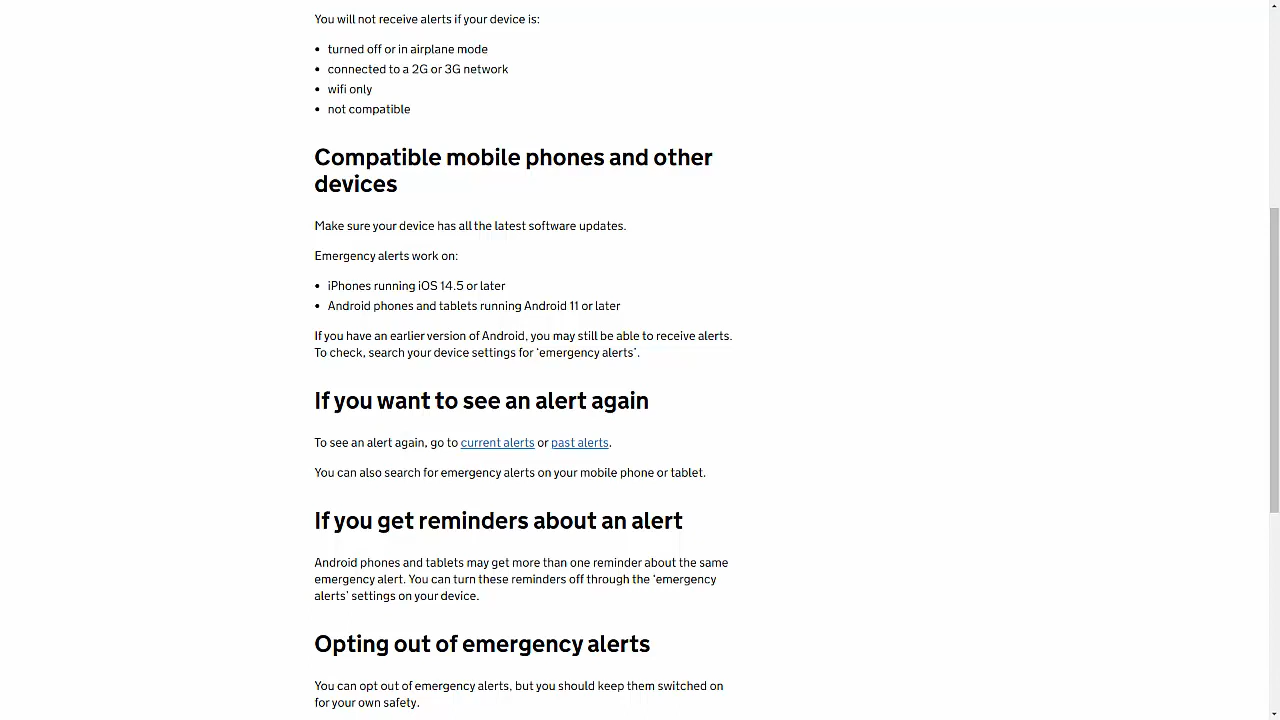 You will not receive alerts if your device is:
• turned off or in airplane mode
• connected to a 2G or 3G network
• wifi only
• not compatible
Compatible mobile phones and other
devices
Make sure your device has all the latest software updates.
Emergency alerts work on:
• iPhones running iOS 14.5 or later
• Android phones and tablets running Android 11 or later
If you have an earlier version of Android, you may still be able to receive alerts.
To check, search your device settings for ‘emergency alerts’.
If you want to see an alert again
To see an alert again, go to current alerts or past alerts.
You can also search for emergency alerts on your mobile phone or tablet.
If you get reminders about an alert
Android phones and tablets may get more than one reminder about the same
emergency alert. You can turn these reminders off through the ‘emergency
alerts’ settings on your device.
Opting out of emergency alerts
You can opt out of emergency alerts, but you should keep them switched on
for your own safety.